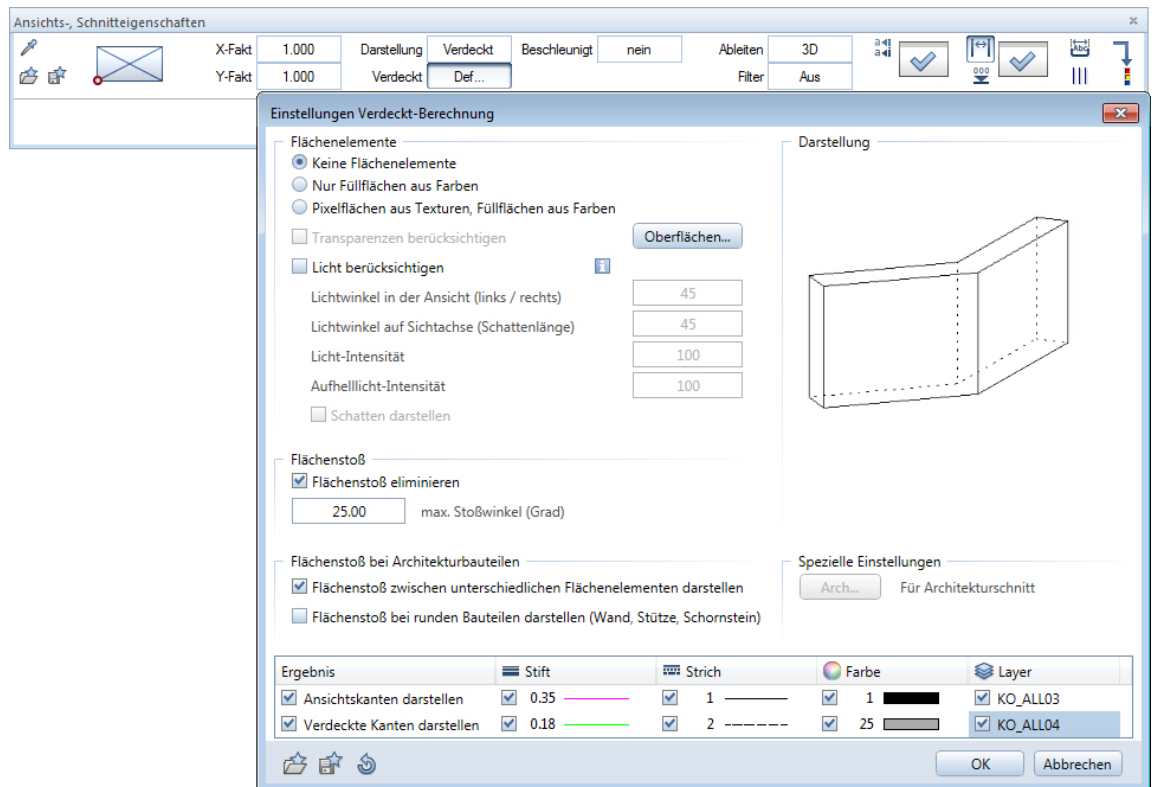 Ansichts-, Schnitteigenschaften
X-Fakt 1.000 Darstellung Verdeckt Beschleunigt nein Ableiten 3D
Y-Fakt 1.000 Verdeckt Def... Filter Aus
Einstellungen Verdeckt-Berechnung
Flächenelemente
Keine Flächenelemente
Nur Füllflächen aus Farben
Pixelflächen aus Texturen, Füllflächen aus Farben
Transparenzen berücksichtigen Oberflächen...
Licht berücksichtigen
Lichtwinkel in der Ansicht (links / rechts) 45
Lichtwinkel auf Sichtachse (Schattenlänge) 45
Licht-Intensität 100
Aufhelllicht-Intensität 100
Schatten darstellen
Darstellung
Flächenstoß
Flächenstoß eliminieren
25.00 max. Stoßwinkel (Grad)
Flächenstoß bei Architekturbauteilen
Flächenstoß zwischen unterschiedlichen Flächenelementen darstellen
Flächenstoß bei runden Bauteilen darstellen (Wand, Stütze, Schornstein)
Spezielle Einstellungen
Arch... Für Architekturschnitt
Ergebnis Stift Strich Farbe Layer
Ansichtskanten darstellen 0.35 1 1 KO_ALL03
Verdeckte Kanten darstellen 0.18 2 25 KO_ALL04
OK Abbrechen